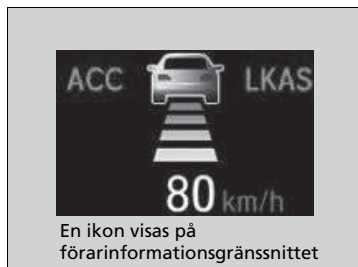 ACC LKAS
80 km/h
En ikon visas på
förarinformationsgränssnittet